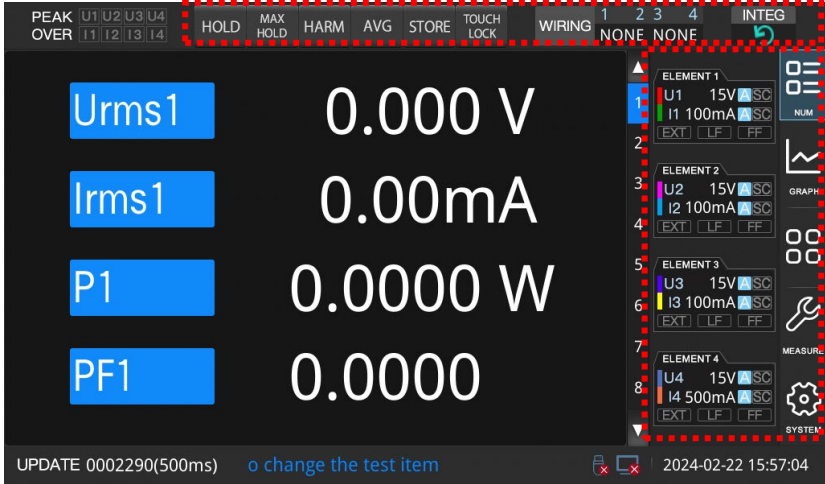 PEAK U1 U2 U3 U4
OVER I1 I2 I3 I4
HOLD
MAX HOLD
HARM
AVG
STORE
TOUCH LOCK
WIRING
1 2 3 4
NONE NONE
INTEG
Urms1 0.000 V
Irms1 0.00mA
P1 0.0000 W
PF1 0.0000
1
2
3
4
5
6
7
8
ELEMENT 1
U1 15V A SC
I1 100mA A SC
EXT LF FF
ELEMENT 2
U2 15V A SC
I2 100mA A SC
EXT LF FF
ELEMENT 3
U3 15V A SC
I3 100mA A SC
EXT LF FF
ELEMENT 4
U4 15V A SC
I4 500mA A SC
EXT LF FF
NUM
GRAPH
MEASURE
SYSTEM
UPDATE 0002290(500ms) o change the test item 2024-02-22 15:57:04